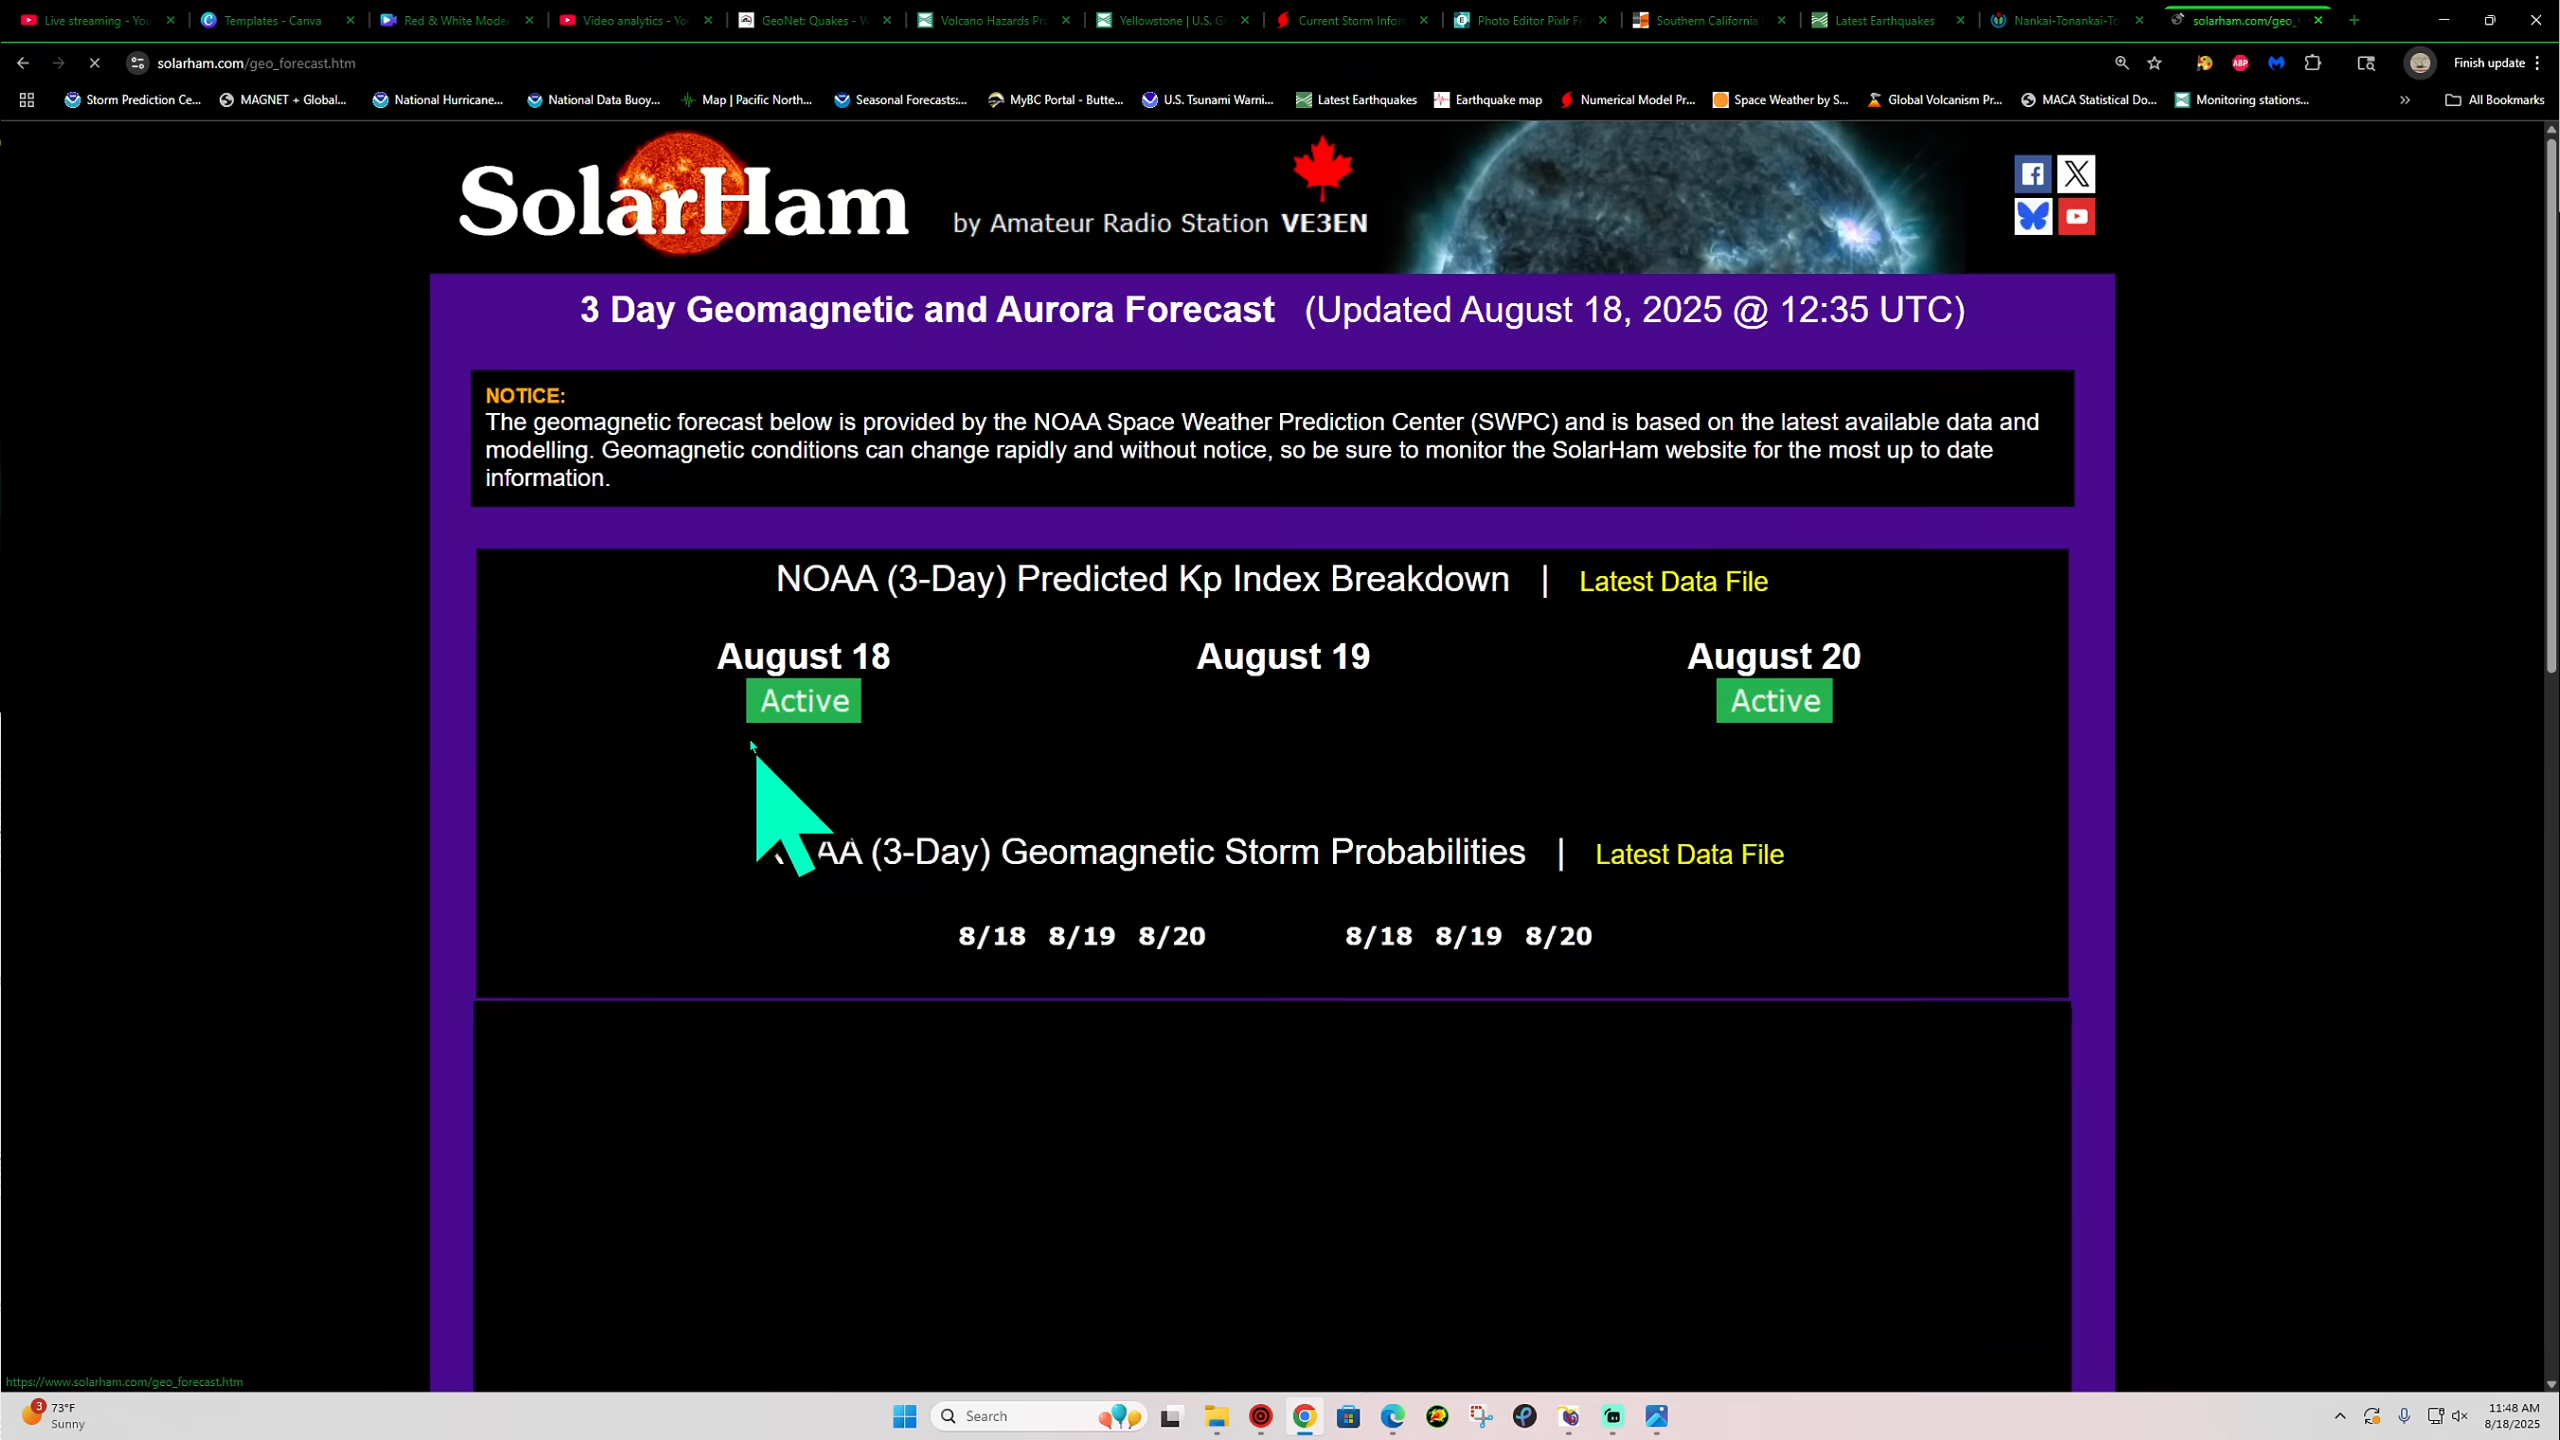 Live streaming - You
Templates - Canva
Red & White Moder
Video analytics - Yo
GeoNet: Quakes - W
Volcano Hazards Pr
Yellowstone | U.S. G
Current Storm Infor
Photo Editor Pixlr Fr
Southern California
Latest Earthquakes
Nankai-Tonankai-To
solarham.com/geo_
solarham.com/geo_forecast.htm
ABP
Finish update
Storm Prediction Ce...
MAGNET + Global...
National Hurricane...
National Data Buoy...
Map | Pacific North...
Seasonal Forecasts:...
MyBC Portal - Butte...
U.S. Tsunami Warni...
Latest Earthquakes
Earthquake map
Numerical Model Pr...
Space Weather by S...
Global Volcanism Pr...
MACA Statistical Do...
Monitoring stations...
All Bookmarks
SolarHam
by Amateur Radio Station VE3EN
3 Day Geomagnetic and Aurora Forecast (Updated August 18, 2025 @ 12:35 UTC)
NOTICE:
The geomagnetic forecast below is provided by the NOAA Space Weather Prediction Center (SWPC) and is based on the latest available data and
modelling. Geomagnetic conditions can change rapidly and without notice, so be sure to monitor the SolarHam website for the most up to date
information.
NOAA (3-Day) Predicted Kp Index Breakdown | Latest Data File
August 18 August 19 August 20
Active Active
AA (3-Day) Geomagnetic Storm Probabilities | Latest Data File
8/18 8/19 8/20 8/18 8/19 8/20
https://www.solarham.com/geo_forecast.htm
3
73°F
Sunny
Search
11:48 AM
8/18/2025